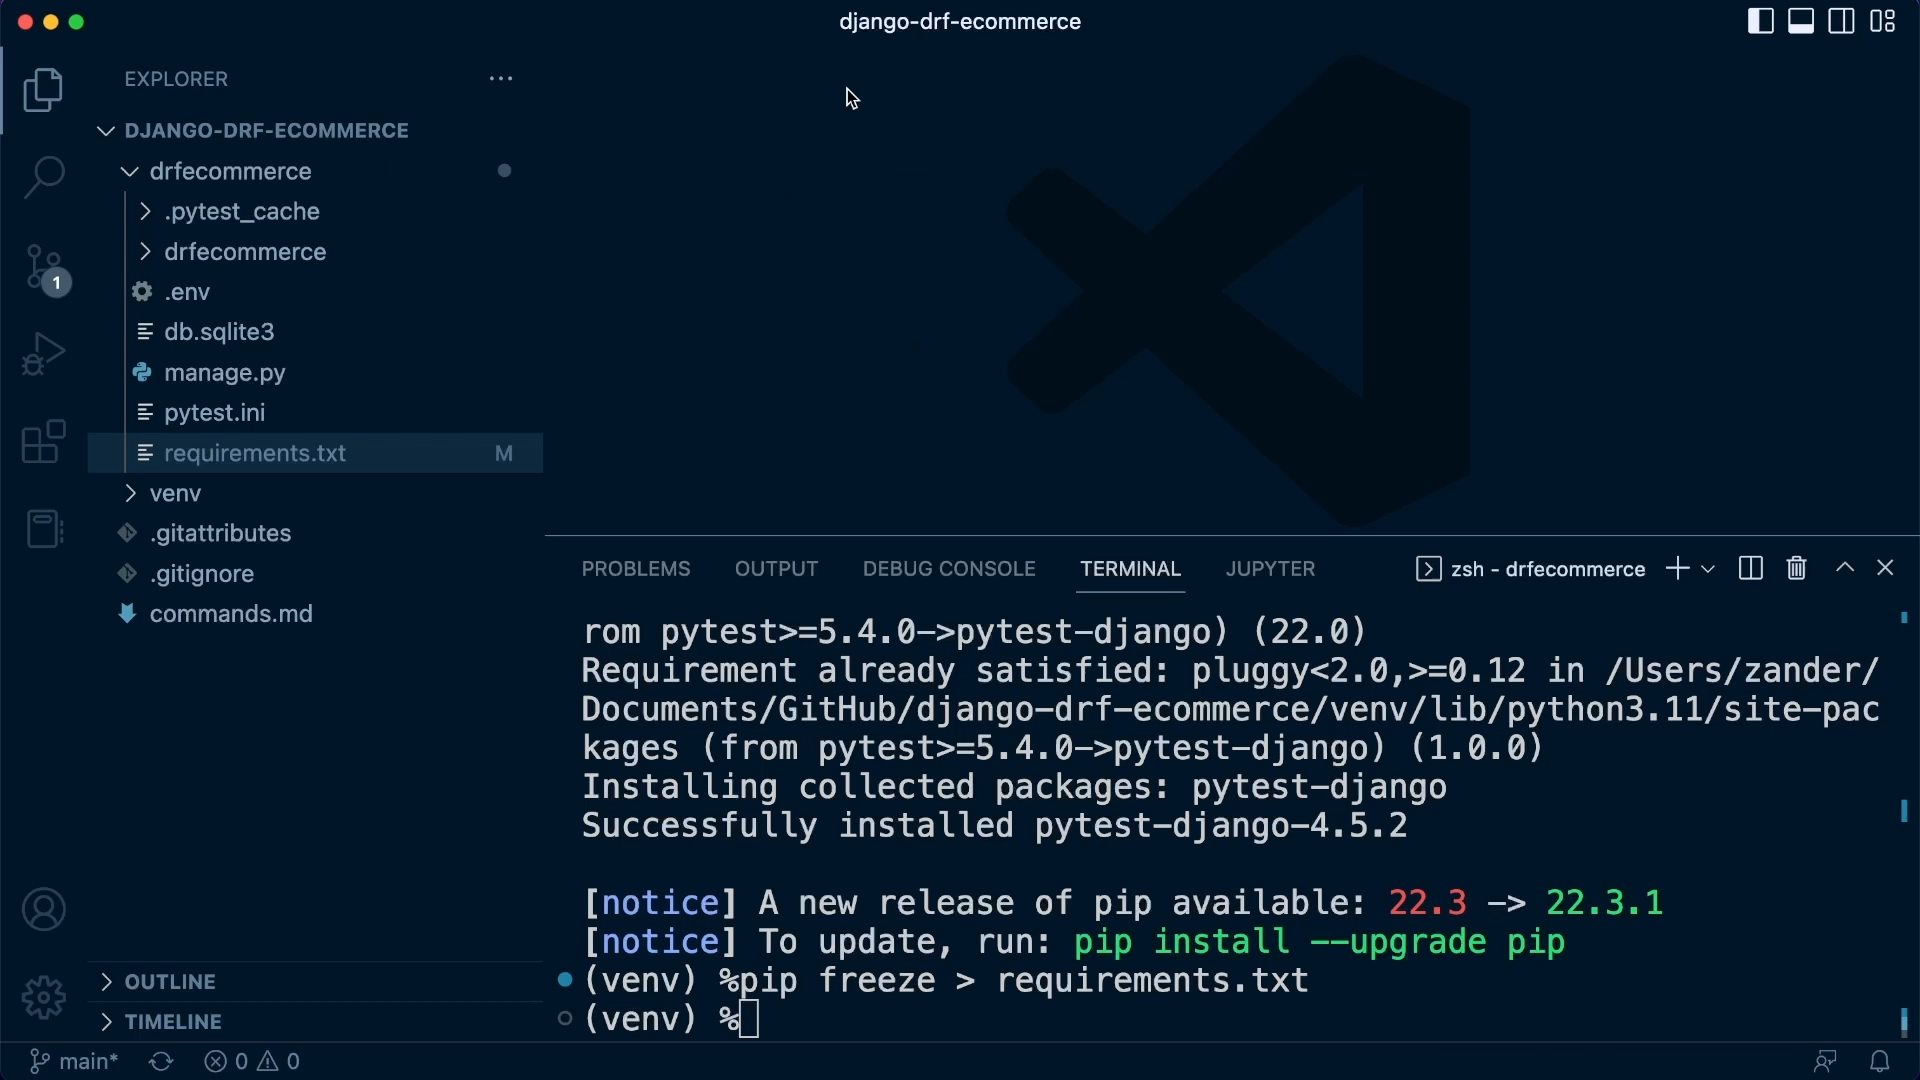 django-drf-ecommerce
EXPLORER
DJANGO-DRF-ECOMMERCE
drfecommerce
.pytest_cache
drfecommerce
.env
db.sqlite3
manage.py
pytest.ini
requirements.txt M
venv
.gitattributes
.gitignore
commands.md
OUTLINE
TIMELINE
1
PROBLEMS OUTPUT DEBUG CONSOLE TERMINAL JUPYTER zsh - drfecommerce
rom pytest>=5.4.0->pytest-django) (22.0)
Requirement already satisfied: pluggy<2.0,>=0.12 in /Users/zander/
Documents/GitHub/django-drf-ecommerce/venv/lib/python3.11/site-pac
kages (from pytest>=5.4.0->pytest-django) (1.0.0)
Installing collected packages: pytest-django
Successfully installed pytest-django-4.5.2
[notice] A new release of pip available: 22.3 -> 22.3.1
[notice] To update, run: pip install --upgrade pip
(venv) %pip freeze > requirements.txt
(venv) %
main* 0 0